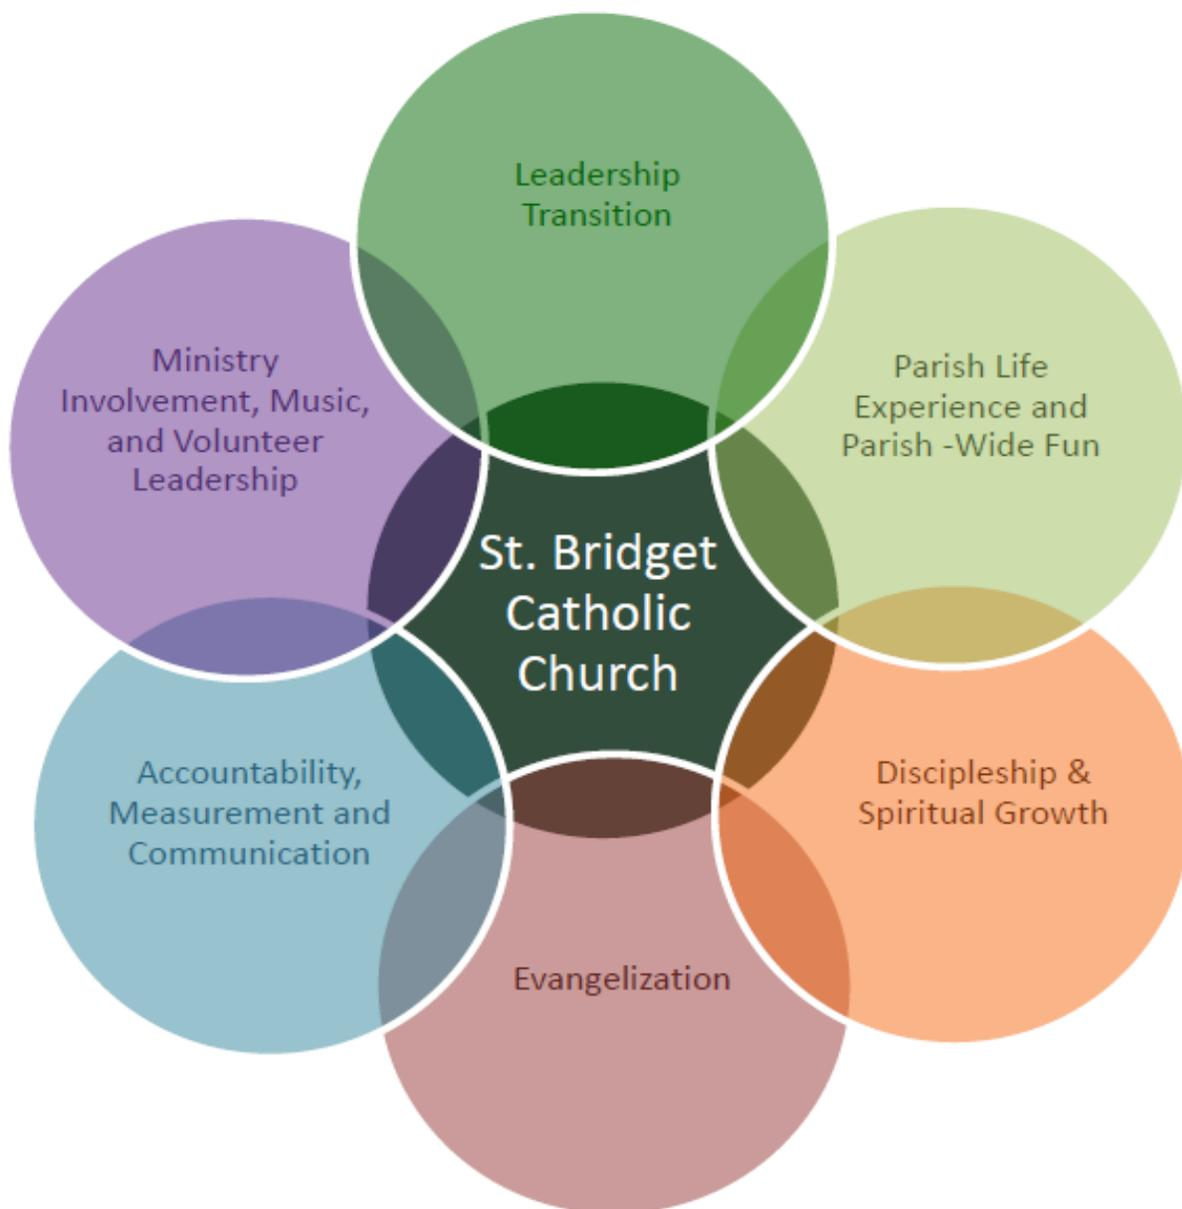 Leadership
Transition
Parish Life
Experience and
Parish -Wide Fun
Discipleship &
Spiritual Growth
Evangelization
Accountability,
Measurement and
Communication
Ministry
Involvement, Music,
and Volunteer
Leadership
St. Bridget
Catholic
Church